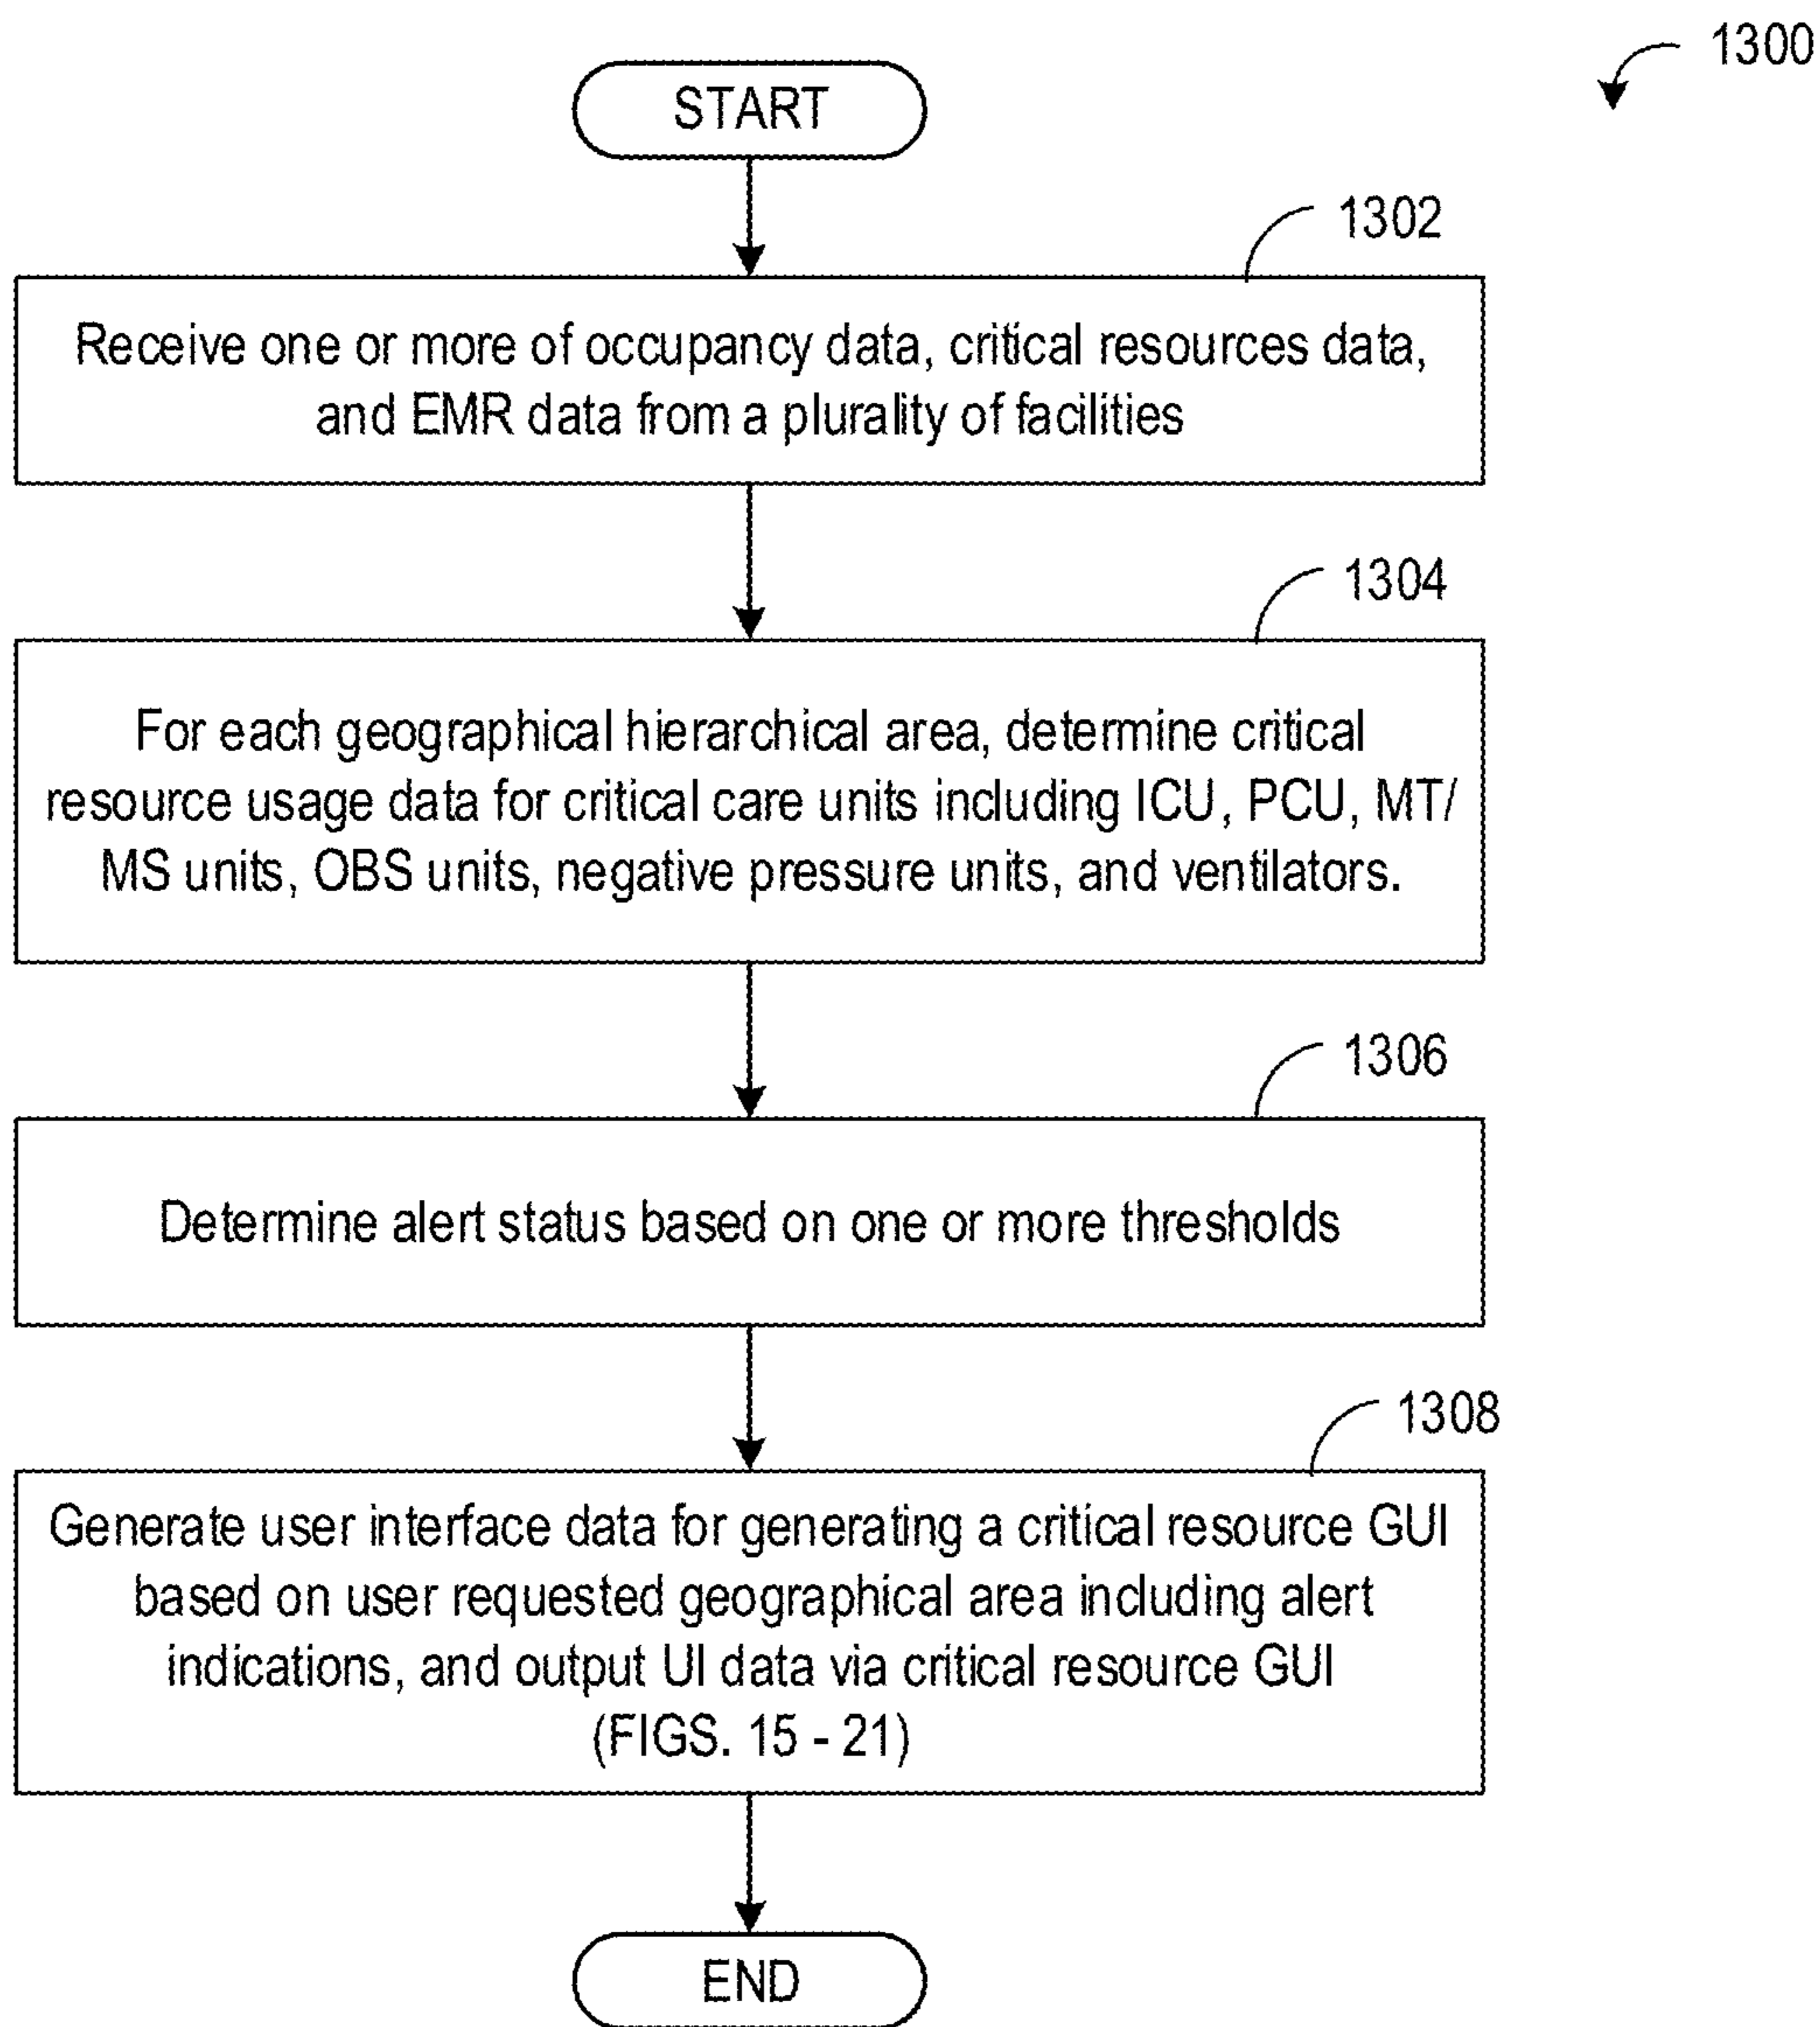 1300
START
1302
Receive one or more of occupancy data, critical resources data,
and EMR data from a plurality of facilities
1304
For each geographical hierarchical area, determine critical
resource usage data for critical care units including ICU, PCU, MT/
MS units, OBS units, negative pressure units, and ventilators.
1306
Determine alert status based on one or more thresholds
1308
Generate user interface data for generating a critical resource GUI
based on user requested geographical area including alert
indications, and output UI data via critical resource GUI
(FIGS. 15 - 21)
END